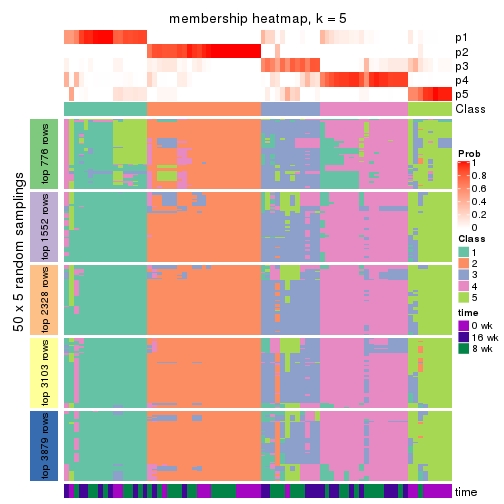 membership heatmap, k = 5
p1
p2
p3
p4
p5
Class
50 x 5 random samplings
top 776 rows
top 1552 rows
top 2328 rows
top 3103 rows
top 3879 rows
time
Prob
1
0.8
0.6
0.4
0.2
0
Class
1
2
3
4
5
time
0 wk
16 wk
8 wk